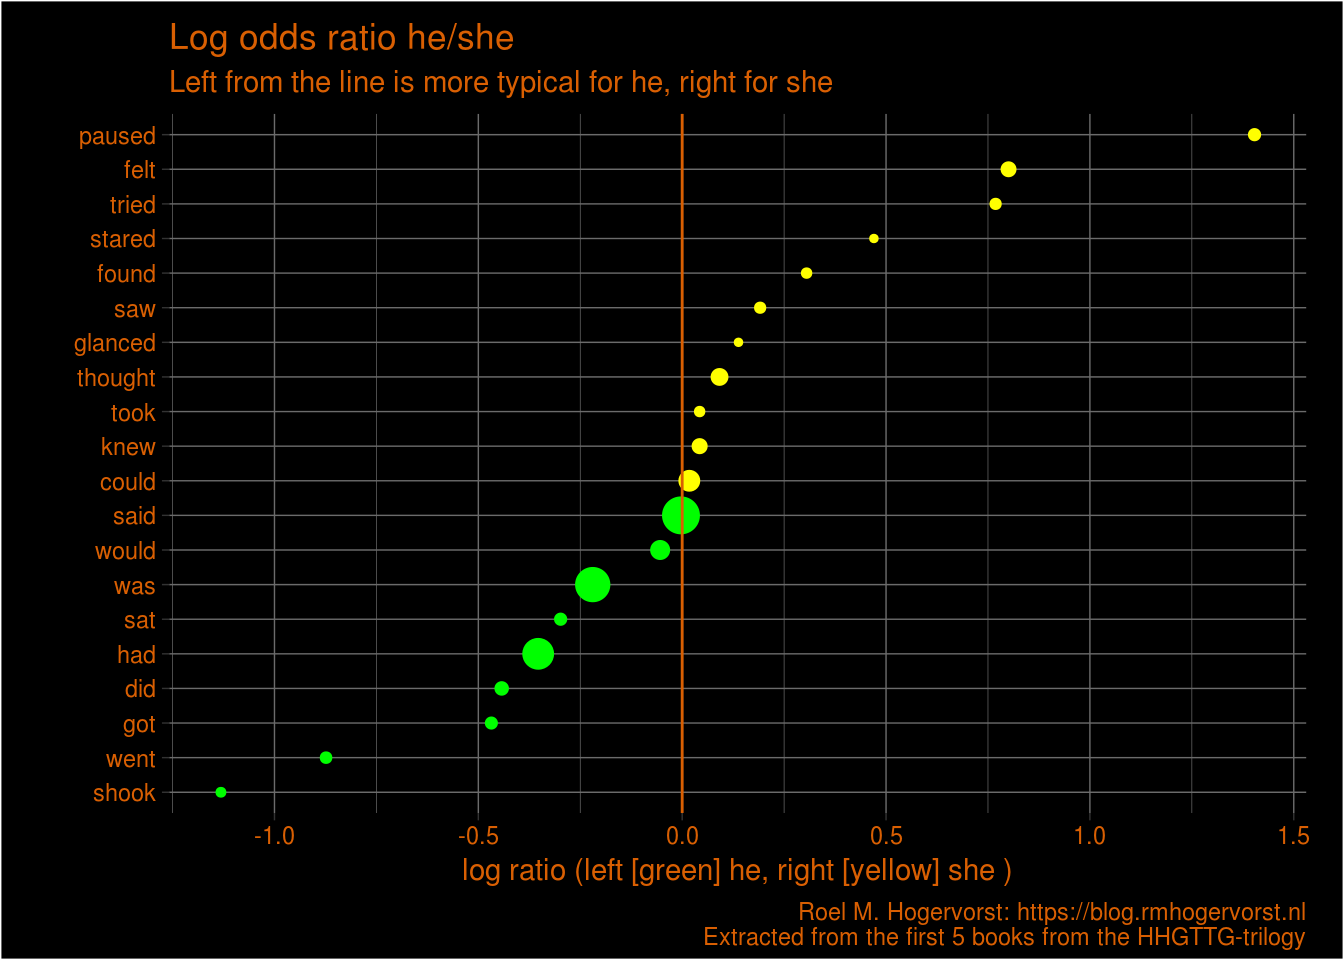 Log odds ratio he/she
Left from the line is more typical for he, right for she
paused
felt
tried
stared
found
saw
glanced
thought
took
knew
could
said
would
was
sat
had
did
got
went
shook
-1.0 -0.5 0.0 0.5 1.0 1.5
log ratio (left [green] he, right [yellow] she )
Roel M. Hogervorst: https://blog.rmhogervorst.nl
Extracted from the first 5 books from the HHGTTG-trilogy